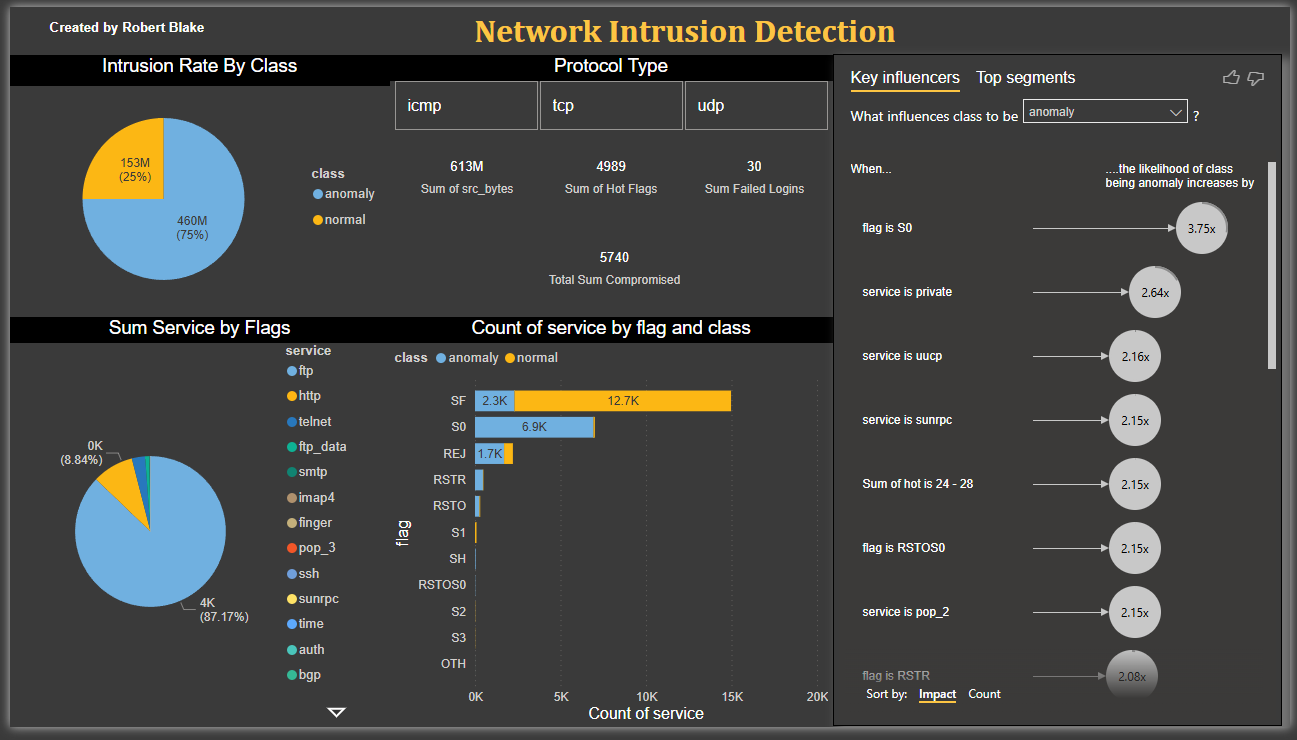 Created by Robert Blake
Network Intrusion Detection
Intrusion Rate By Class
153M
(25%)
460M
(75%)
class
anomaly
normal
Protocol Type
icmp
tcp
udp
613M
Sum of src_bytes
4989
Sum of Hot Flags
30
Sum Failed Logins
5740
Total Sum Compromised
Sum Service by Flags
0K
(8.84%)
4K
(87.17%)
service
ftp
http
telnet
ftp_data
smtp
imap4
finger
pop_3
ssh
sunrpc
time
auth
bgp
Count of service by flag and class
class anomaly normal
flag
SF 2.3K 12.7K
S0 6.9K
REJ 1.7K
RSTR
RSTO
S1
SH
RSTOS0
S2
S3
OTH
0K 5K 10K 15K 20K
Count of service
Key influencers Top segments
What influences class to be anomaly ?
When...
....the likelihood of class
being anomaly increases by
flag is S0 3.75x
service is private 2.64x
service is uucp 2.16x
service is sunrpc 2.15x
Sum of hot is 24 - 28 2.15x
flag is RSTOS0 2.15x
service is pop_2 2.15x
flag is RSTR 2.08x
Sort by: Impact Count